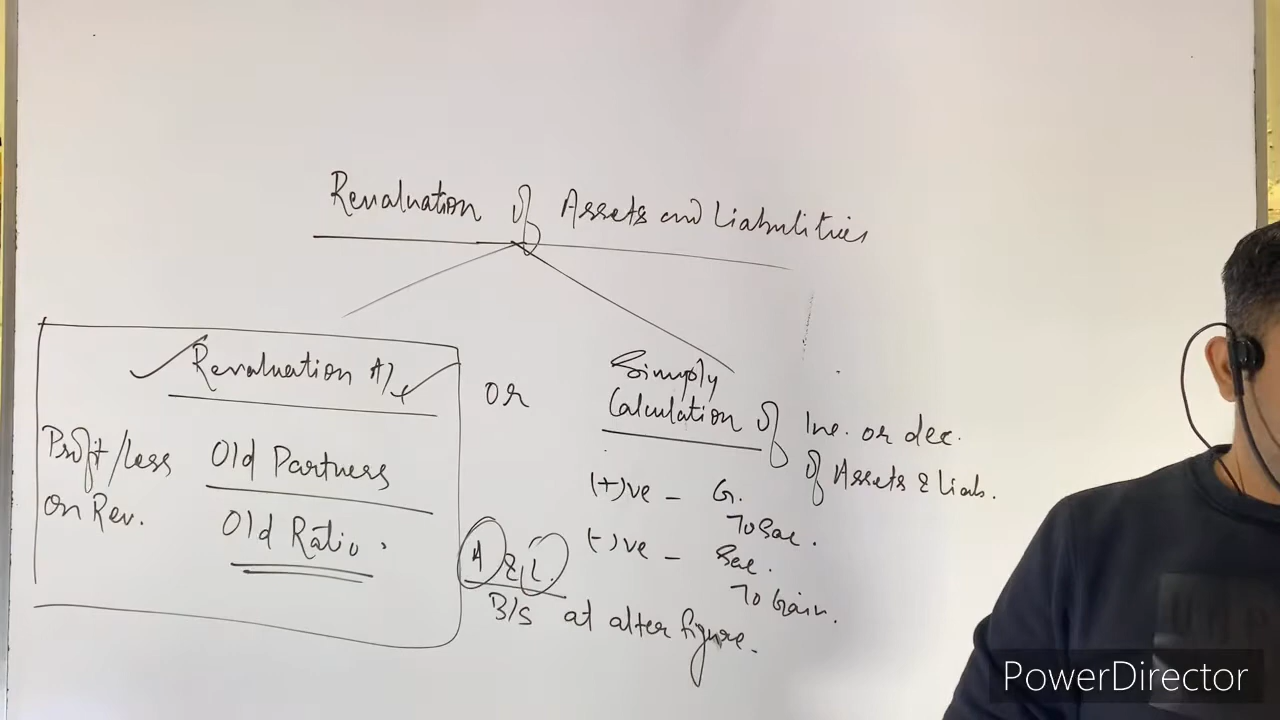 Revaluation of Assets and Liabilities
Revaluation A/c
Profit/Loss
on Rev.
Old Partners
Old Ratio.
or
Simply
Calculation of Inc. or dec.
of Assets & Liab.
(+)ve - G.
To Sac.
(-)ve - Sac.
To Gain.
A & L.
B/S at alter figure.
PowerDirector